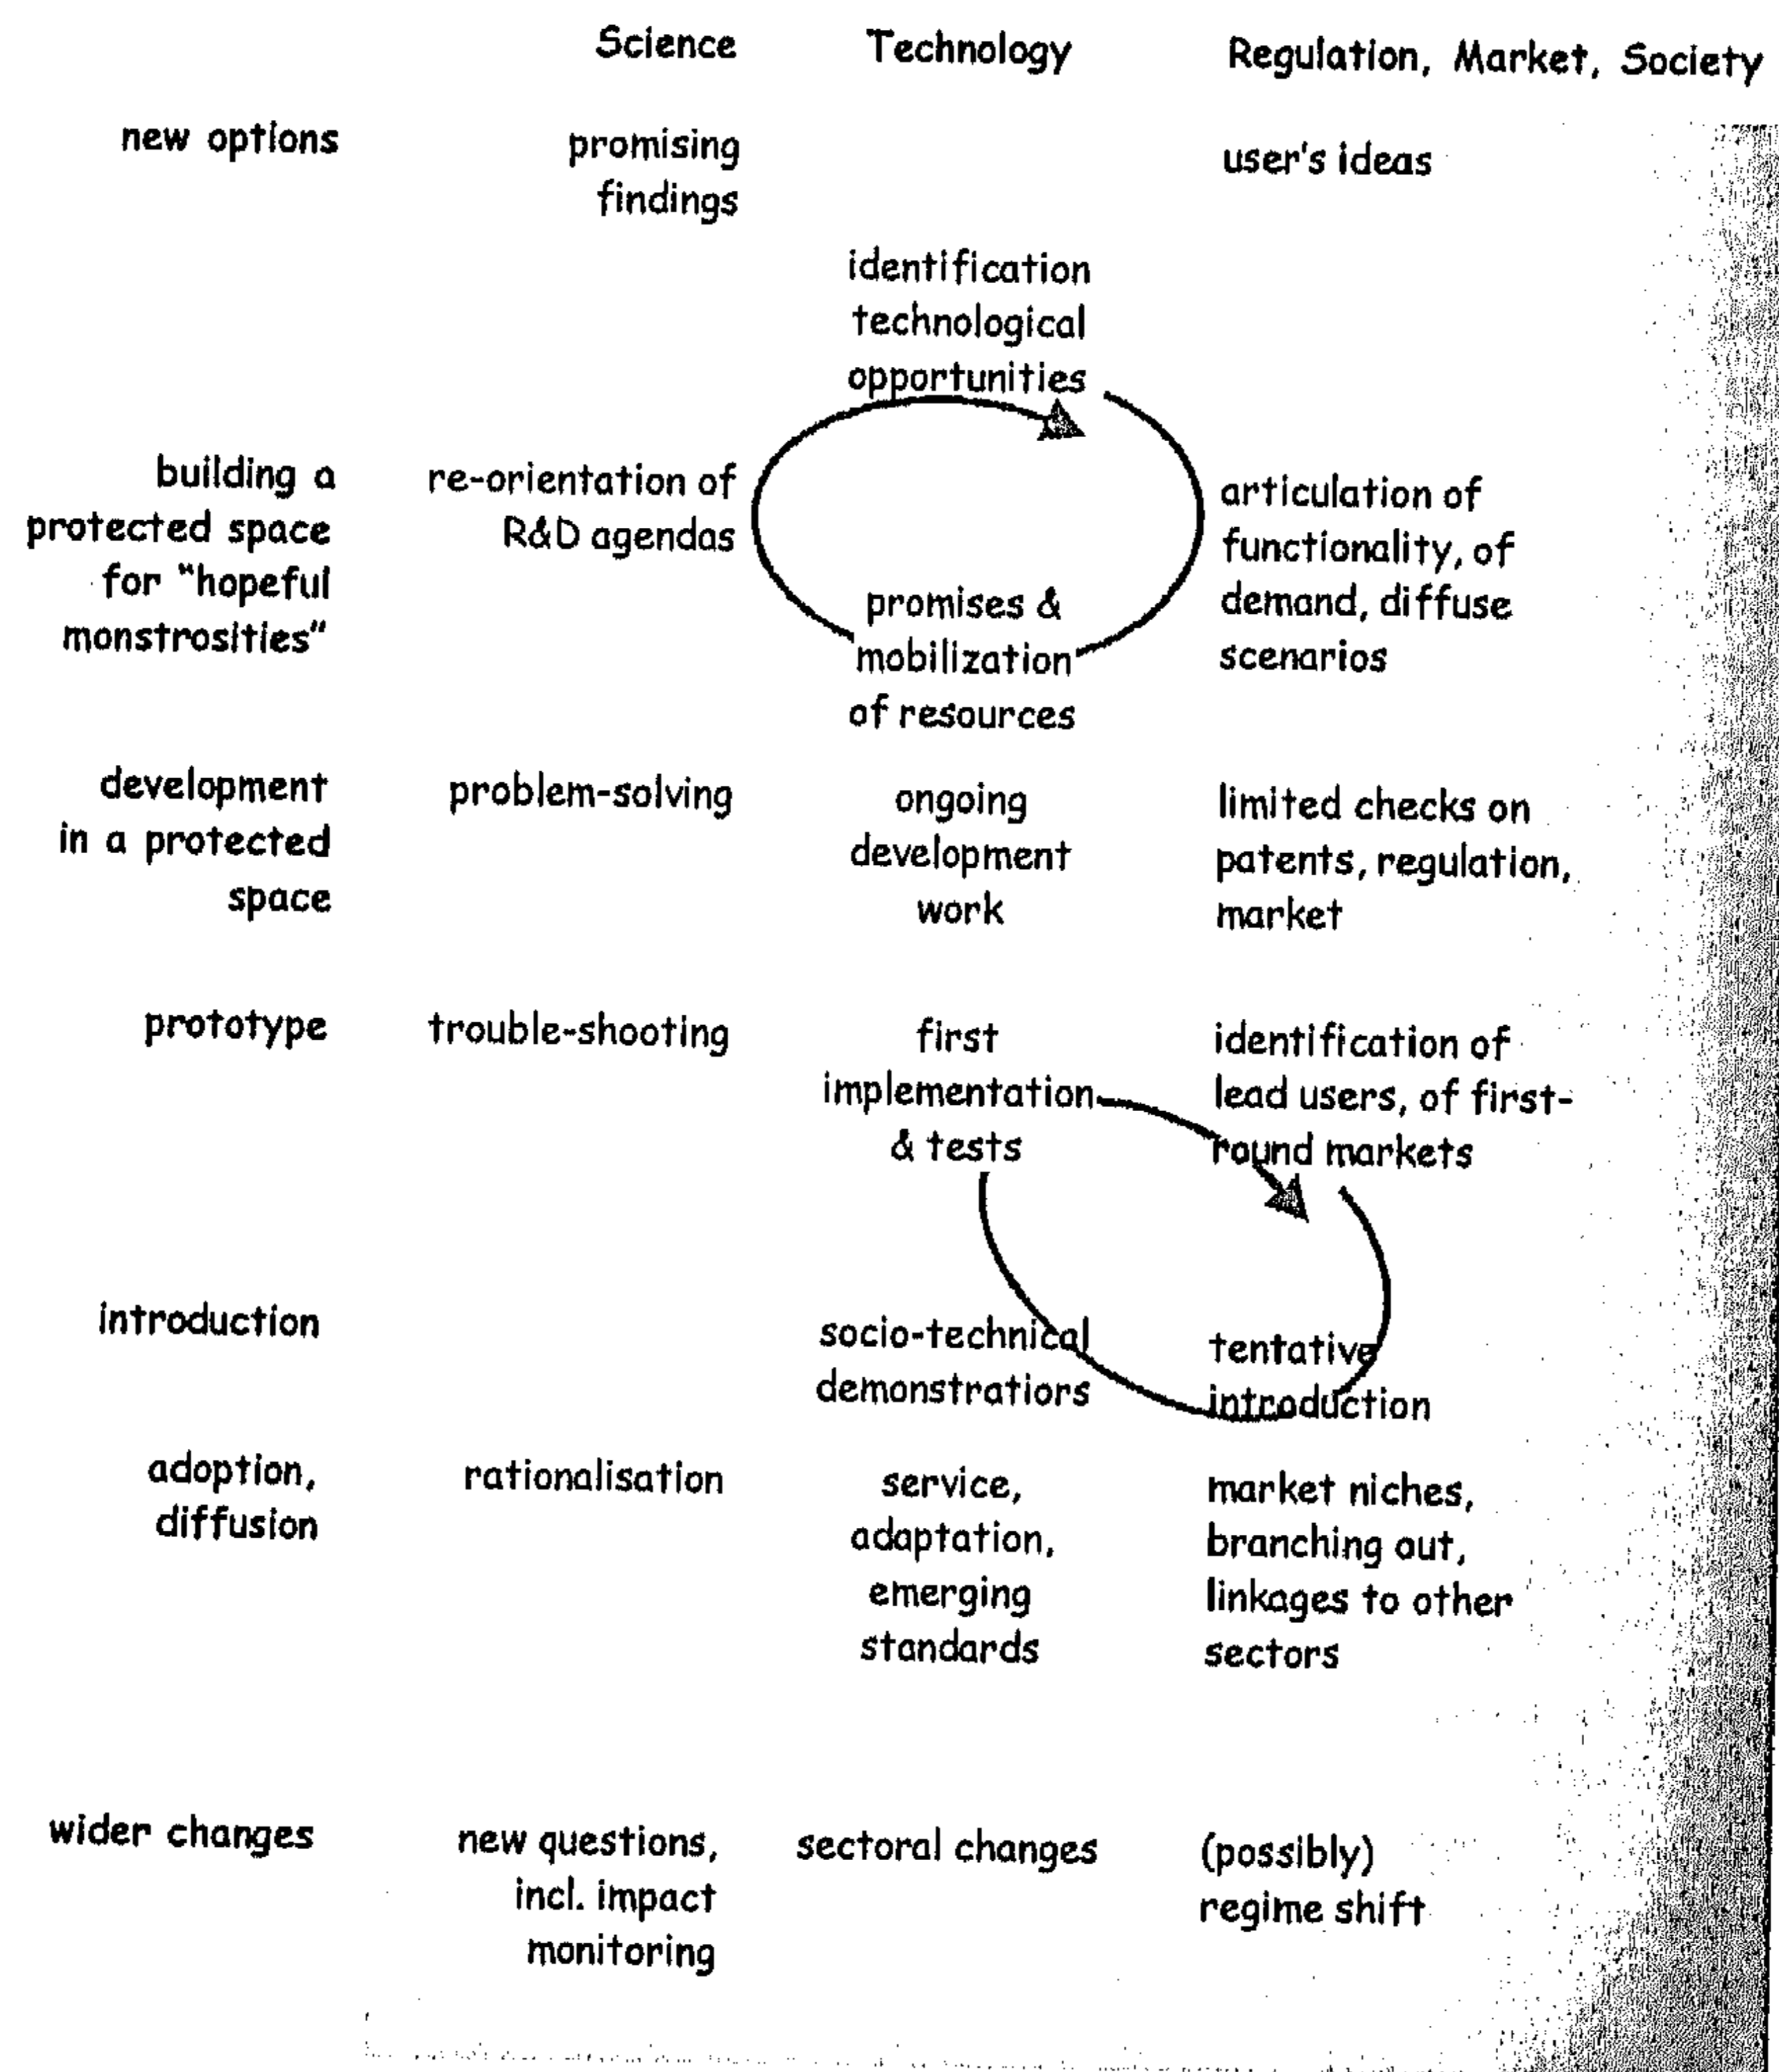 Science Technology Regulation, Market, Society
new options
promising
findings
user's ideas
identification
technological
opportunities
building a
protected space
for "hopeful
monstrosities"
re-orientation of
R&D agendas
promises &
mobilization
of resources
articulation of
functionality, of
demand, diffuse
scenarios
development
in a protected
space
problem-solving
ongoing
development
work
limited checks on
patents, regulation,
market
prototype
trouble-shooting
first
implementation
& tests
identification of
lead users, of first-
round markets
introduction
socio-technical
demonstratiors
tentative
introduction
adoption,
diffusion
rationalisation
service,
adaptation,
emerging
standards
market niches,
branching out,
linkages to other
sectors
wider changes
new questions,
incl. impact
monitoring
sectoral changes
(possibly)
regime shift